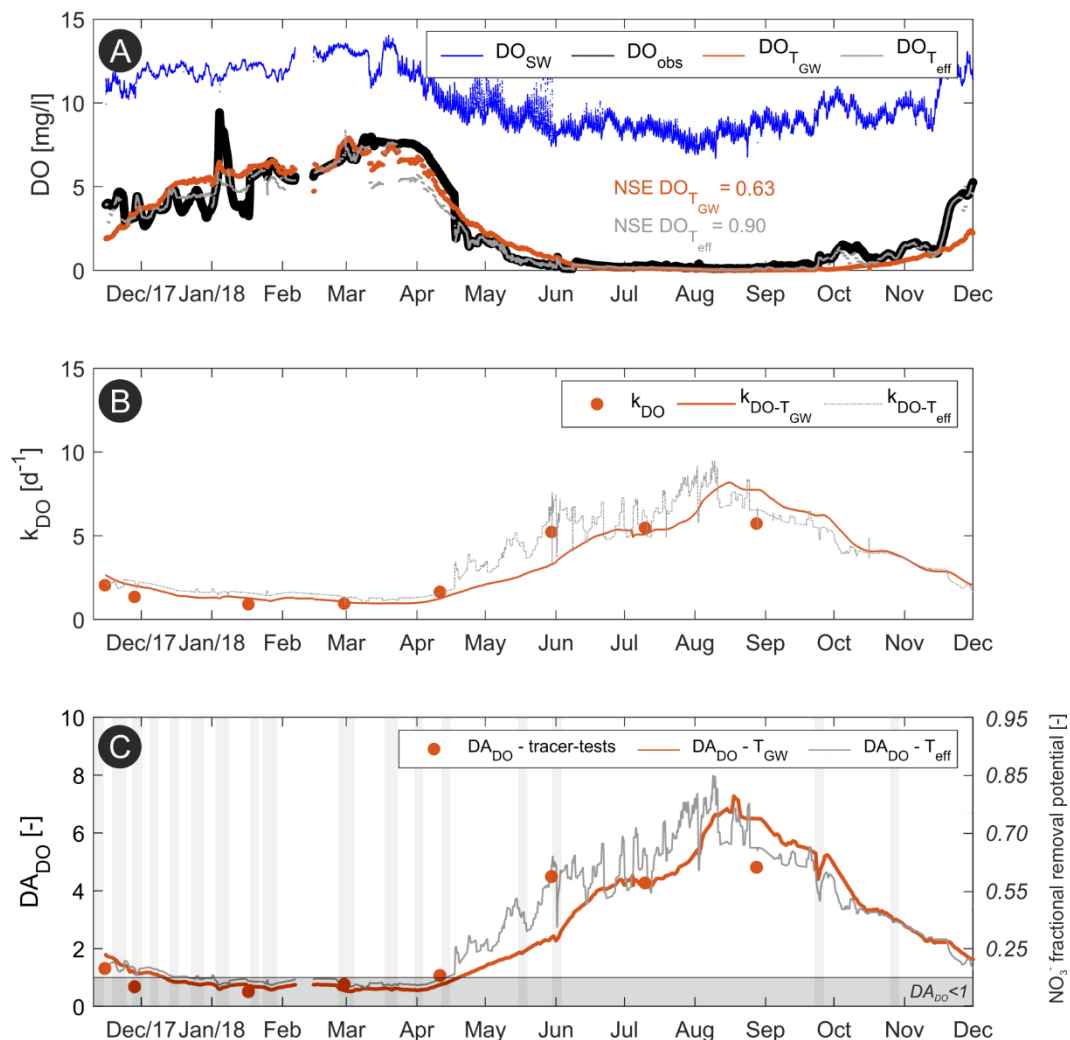 A
DO_SW DO_obs DO_T_GW DO_T_eff
15
10
5
0
DO [mg/l]
NSE DO_T_GW = 0.63
NSE DO_T_eff = 0.90
Dec/17 Jan/18 Feb Mar Apr May Jun Jul Aug Sep Oct Nov Dec
B
k_DO k_DO-T_GW k_DO-T_eff
15
10
5
0
k_DO [d⁻¹]
Dec/17 Jan/18 Feb Mar Apr May Jun Jul Aug Sep Oct Nov Dec
C
DA_DO - tracer-tests DA_DO - T_GW DA_DO - T_eff
10
8
6
4
2
0
DA_DO [-]
0.95
0.85
0.70
0.55
0.25
NO₃⁻ fractional removal potential [-]
DA_DO<1
Dec/17 Jan/18 Feb Mar Apr May Jun Jul Aug Sep Oct Nov Dec